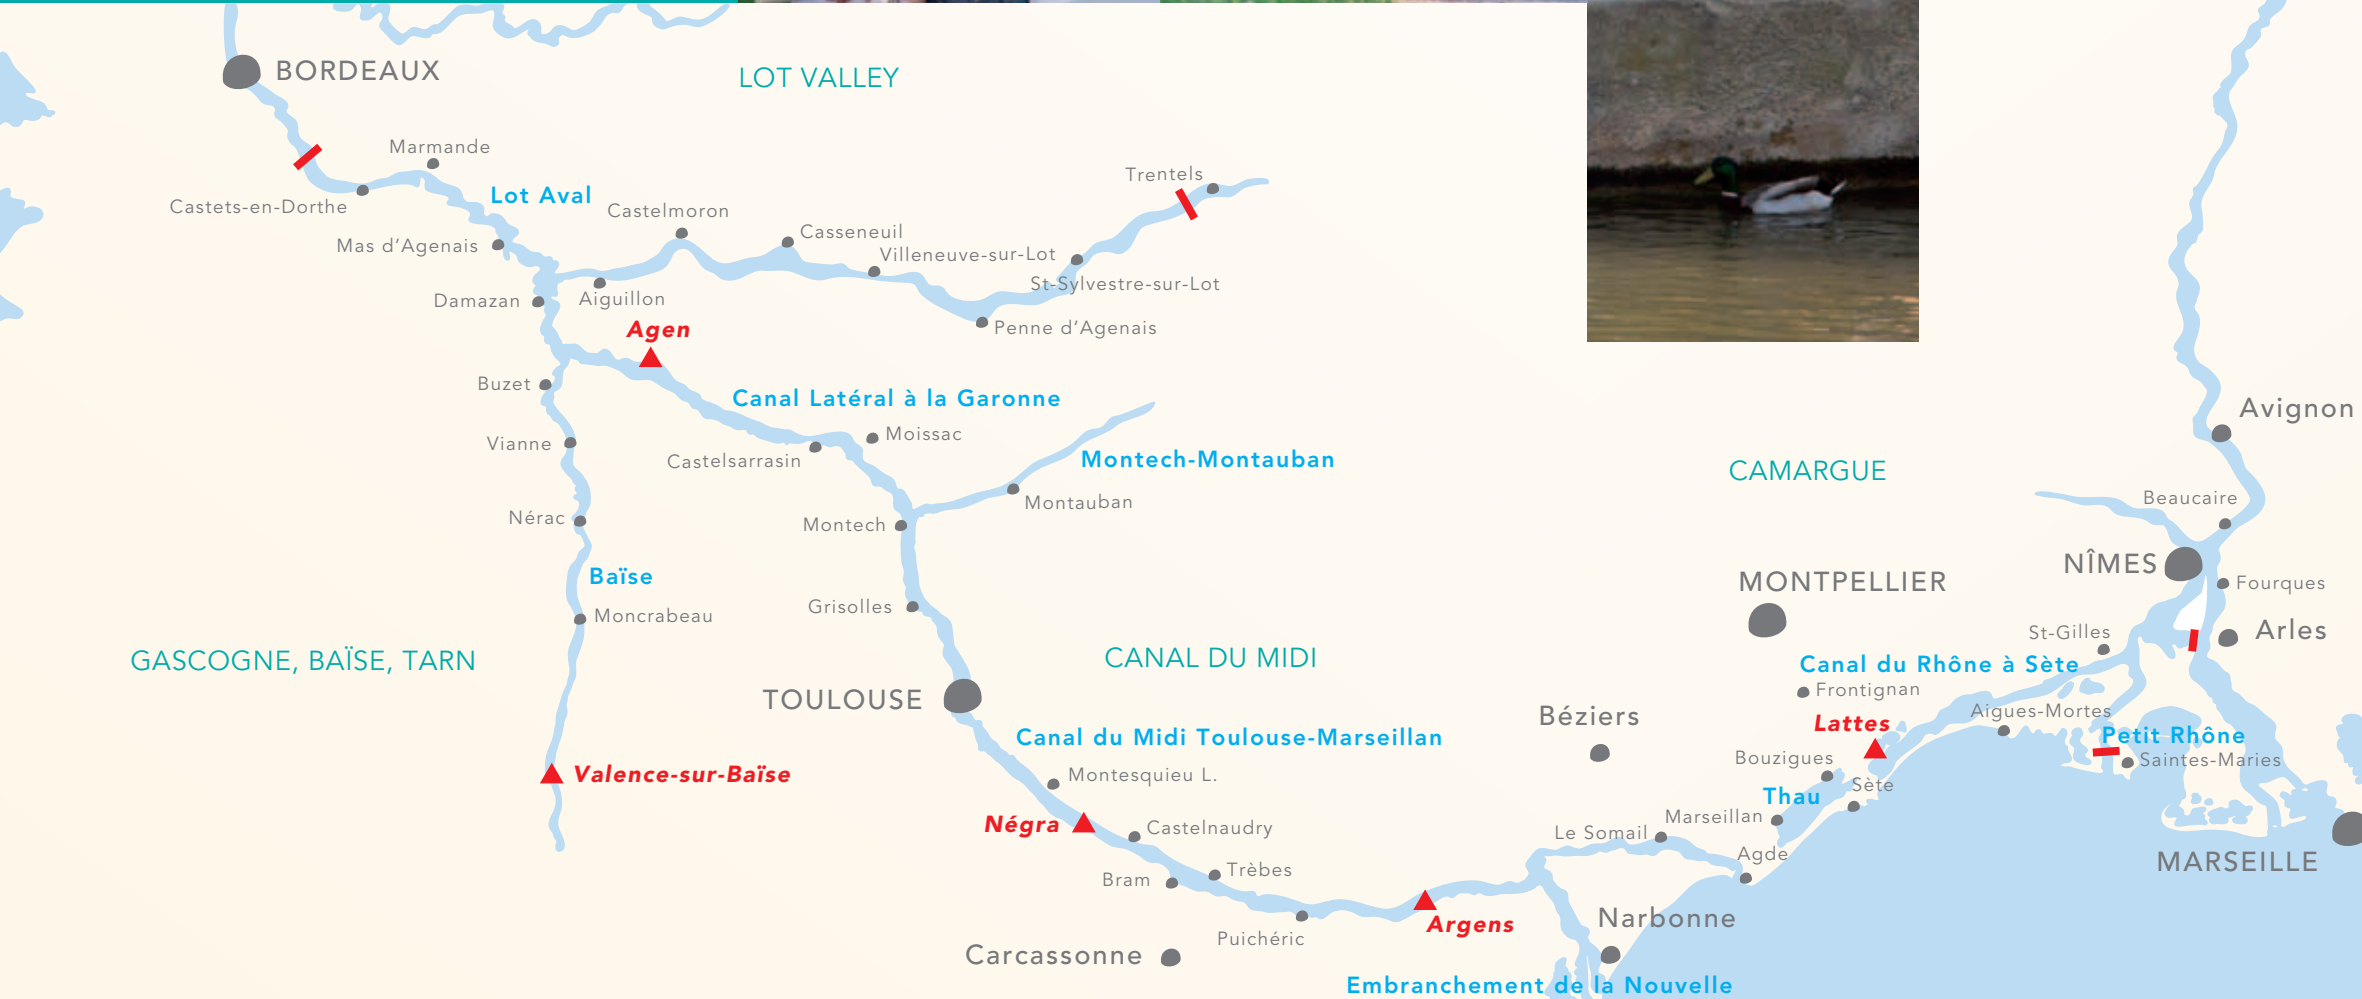 BORDEAUX
LOT VALLEY
Marmande
Trentels
Lot Aval
Castets-en-Dorthe
Castelmoron
Casseneuil
Mas d’Agenais
Villeneuve-sur-Lot
St-Sylvestre-sur-Lot
Damazan
Aiguillon
Agen
Penne d’Agenais
Buzet
Canal Latéral à la Garonne
Avignon
Moissac
Vianne
Castelsarrasin
Montech-Montauban
CAMARGUE
Montauban
Beaucaire
Nérac
Montech
NÎMES
Baïse
MONTPELLIER
Fourques
Grisolles
Moncrabeau
St-Gilles
Arles
GASCOGNE, BAÏSE, TARN
CANAL DU MIDI
Canal du Rhône à Sète
Frontignan
TOULOUSE
Béziers
Lattes
Aigues-Mortes
Canal du Midi Toulouse-Marseillan
Petit Rhône
Bouzigues
Saintes-Maries
Valence-sur-Baïse
Montesquieu L.
Sète
Thau
Négra
Castelnaudry
Marseillan
Le Somail
Agde
MARSEILLE
Trèbes
Bram
Narbonne
Argens
Puichéric
Carcassonne
Embranchement de la Nouvelle